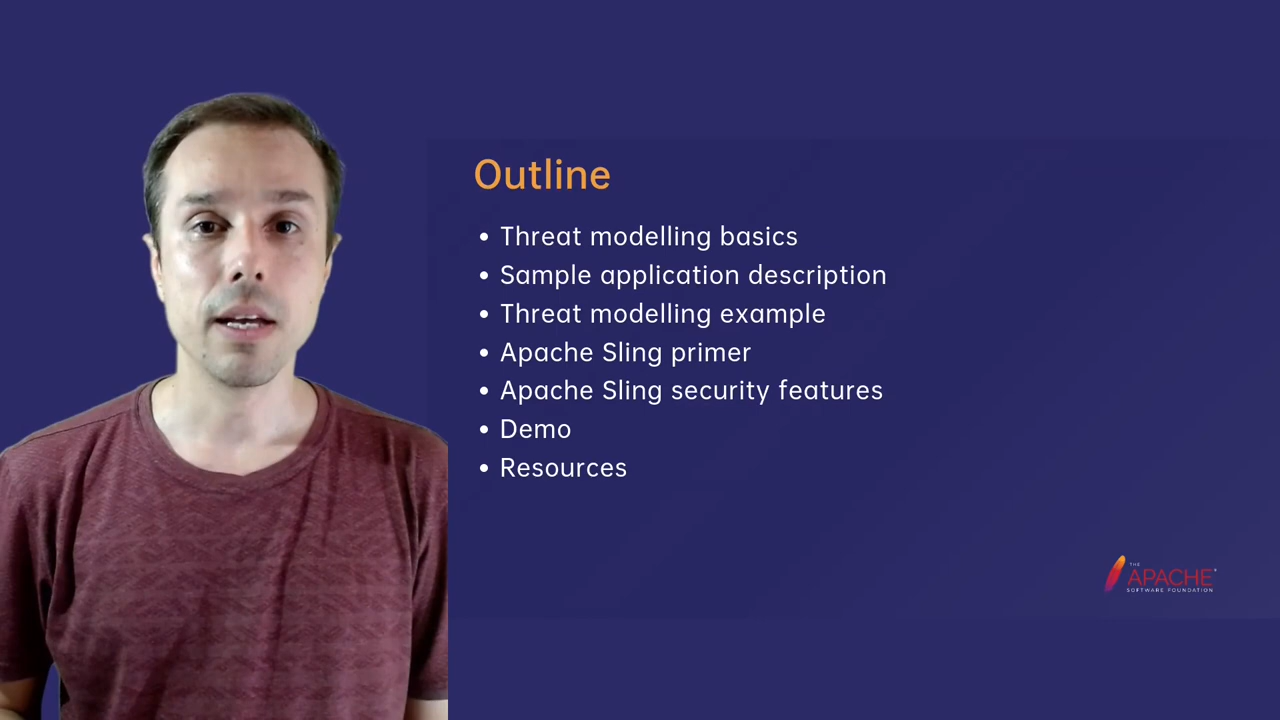 Outline
• Threat modelling basics
• Sample application description
• Threat modelling example
• Apache Sling primer
• Apache Sling security features
• Demo
• Resources
THE
APACHE
SOFTWARE FOUNDATION